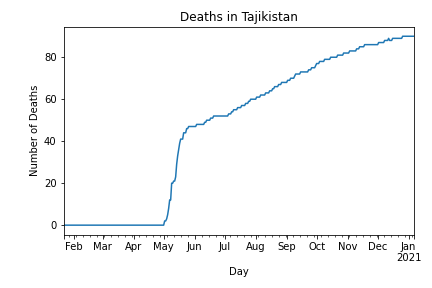 Deaths in Tajikistan
Number of Deaths
80
60
40
20
0
Feb Mar Apr May Jun Jul Aug Sep Oct Nov Dec Jan
2021
Day